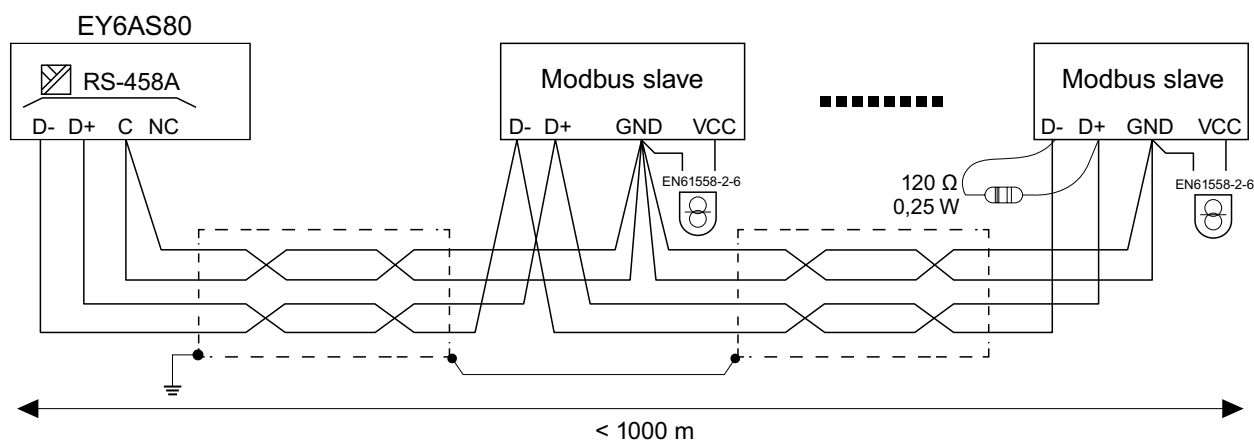 EY6AS80
RS-458A
D- D+ C NC
Modbus slave
D- D+ GND VCC
EN61558-2-6
Modbus slave
D- D+ GND VCC
120 Ω
0,25 W
EN61558-2-6
< 1000 m